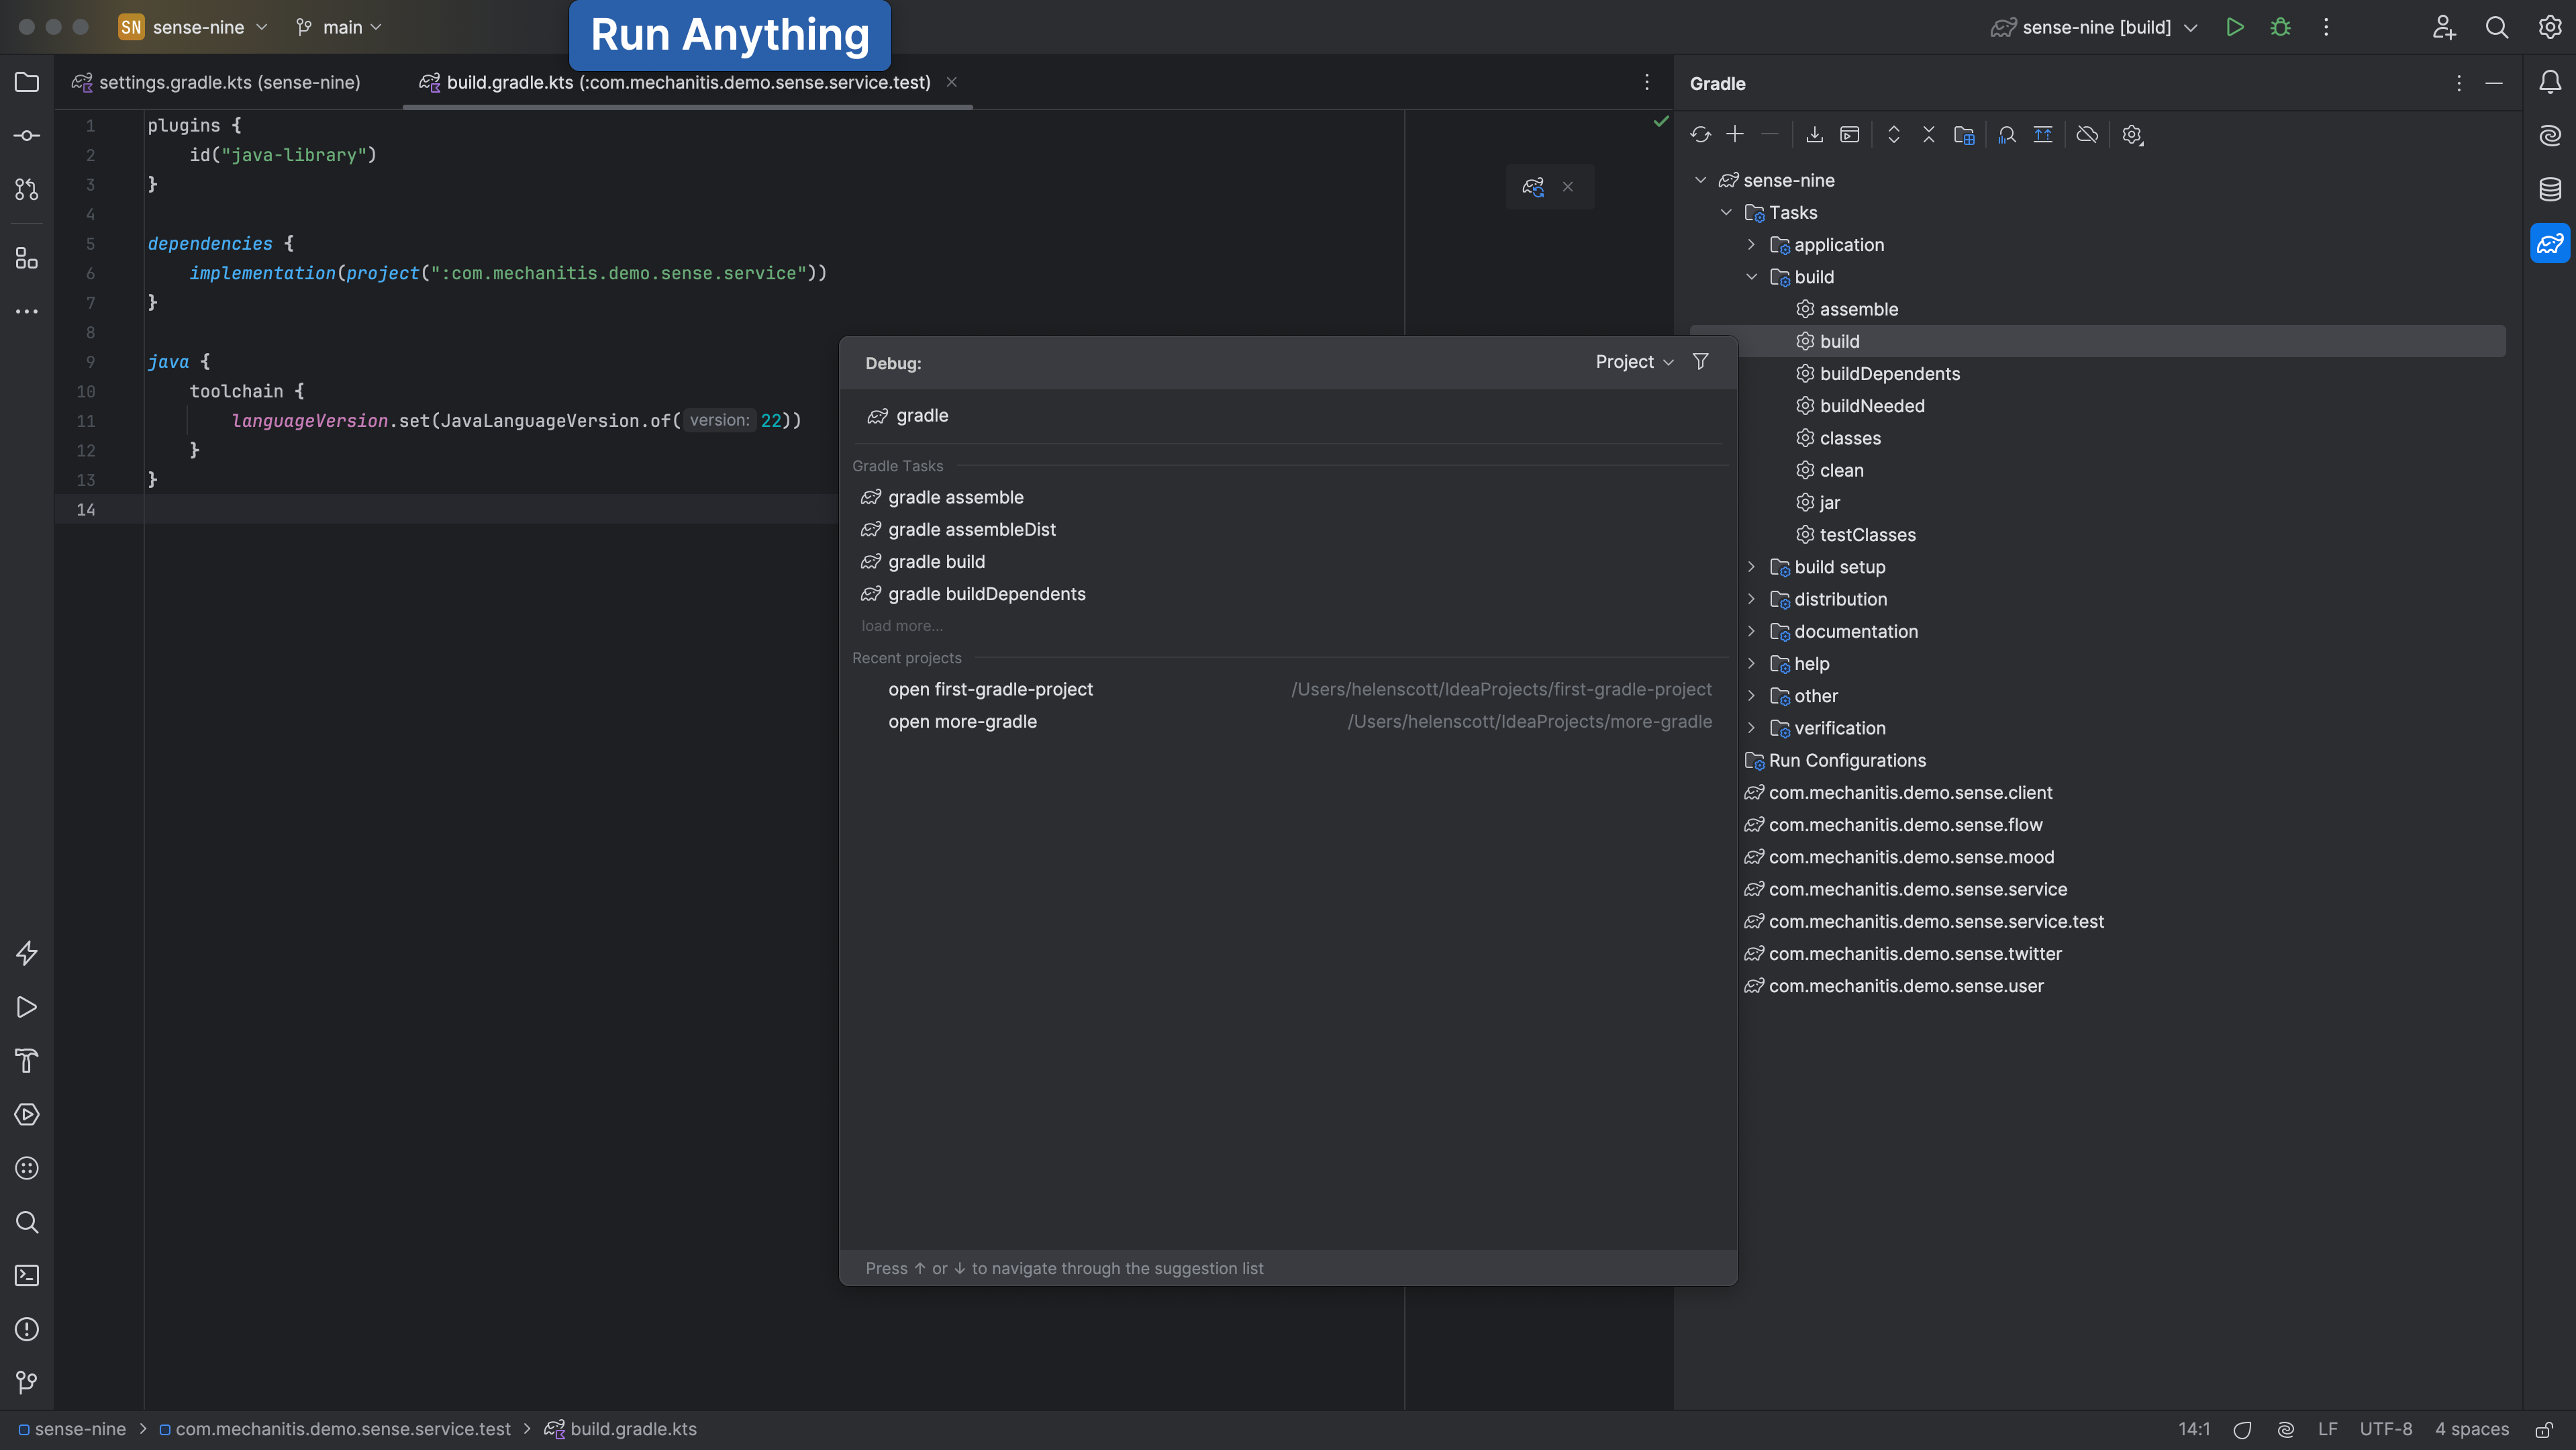 SN sense-nine main
Run Anything
sense-nine [build]
settings.gradle.kts (sense-nine)
build.gradle.kts (:com.mechanitis.demo.sense.service.test)
1 plugins {
2 id("java-library")
3 }
4
5 dependencies {
6 implementation(project(":com.mechanitis.demo.sense.service"))
7 }
8
9 java {
10 toolchain {
11 languageVersion.set(JavaLanguageVersion.of( version: 22))
12 }
13 }
14
Debug:
Project
gradle
Gradle Tasks
gradle assemble
gradle assembleDist
gradle build
gradle buildDependents
load more...
Recent projects
open first-gradle-project /Users/helenscott/IdeaProjects/first-gradle-project
open more-gradle /Users/helenscott/IdeaProjects/more-gradle
Press ↑ or ↓ to navigate through the suggestion list
Gradle
sense-nine
Tasks
application
build
assemble
build
buildDependents
buildNeeded
classes
clean
jar
testClasses
build setup
distribution
documentation
help
other
verification
Run Configurations
com.mechanitis.demo.sense.client
com.mechanitis.demo.sense.flow
com.mechanitis.demo.sense.mood
com.mechanitis.demo.sense.service
com.mechanitis.demo.sense.service.test
com.mechanitis.demo.sense.twitter
com.mechanitis.demo.sense.user
sense-nine > com.mechanitis.demo.sense.service.test > build.gradle.kts
14:1 LF UTF-8 4 spaces